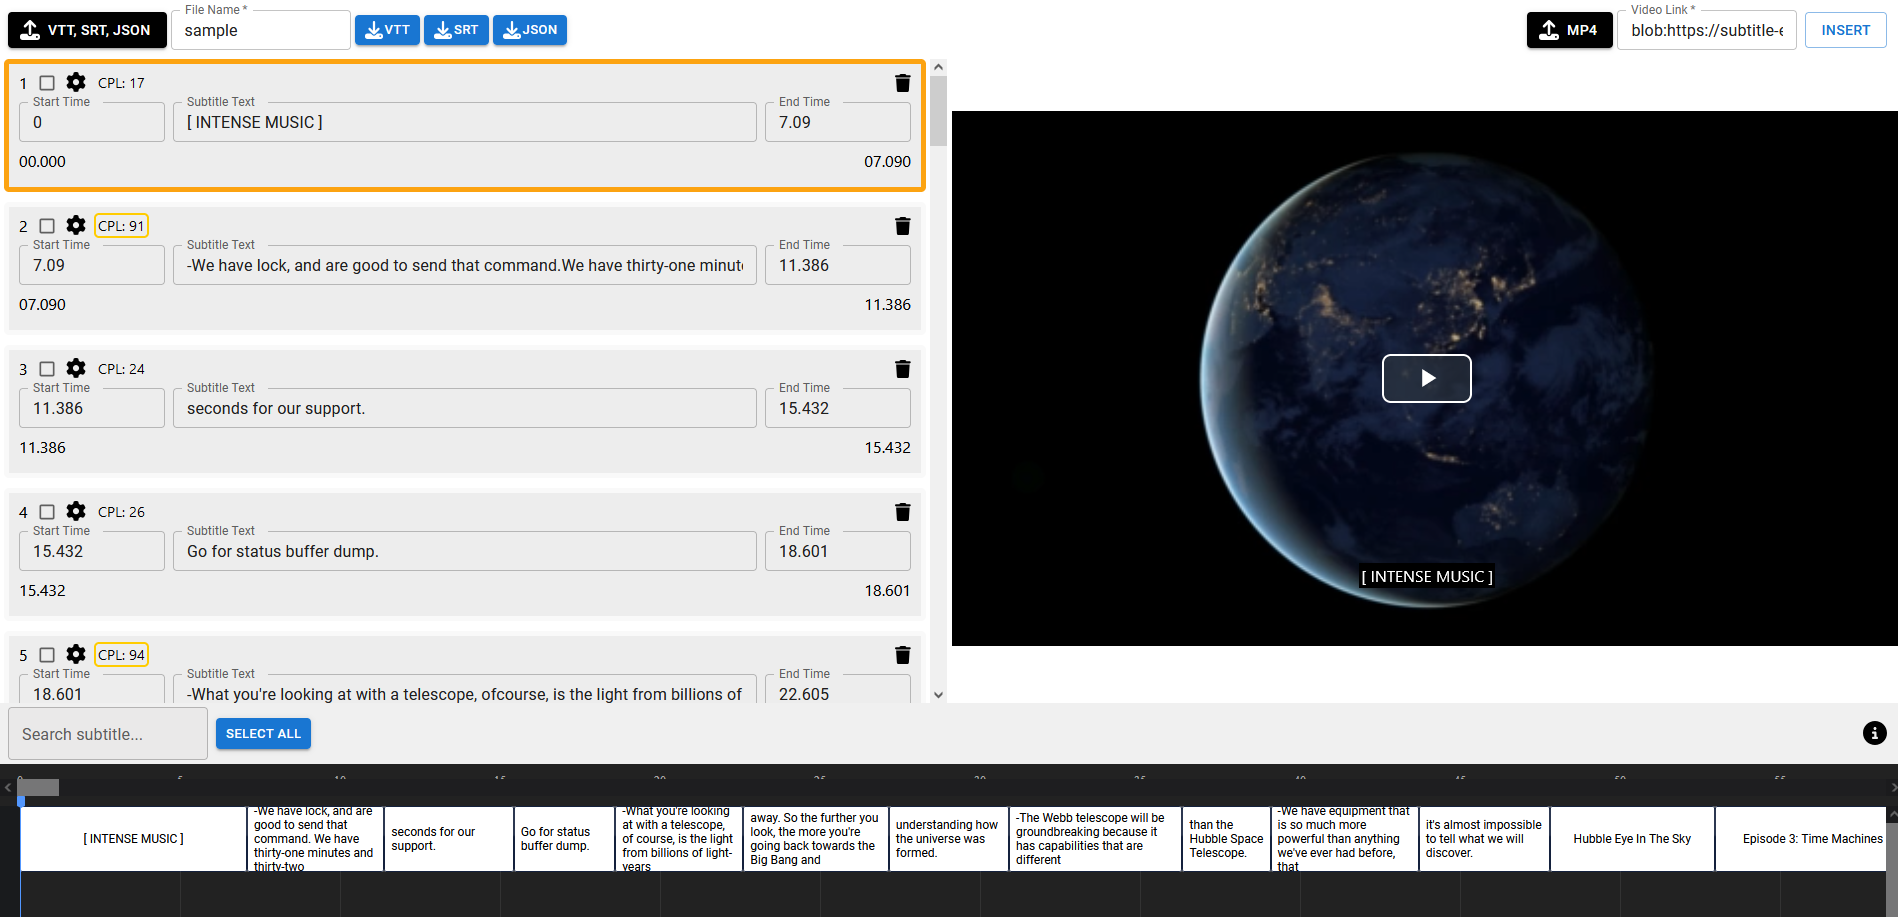 VTT, SRT, JSON
File Name *
sample
VTT
SRT
JSON
MP4
Video Link *
blob:https://subtitle-e
INSERT
1
CPL: 17
Start Time
0
Subtitle Text
[ INTENSE MUSIC ]
End Time
7.09
00.000
07.090
2
CPL: 91
Start Time
7.09
Subtitle Text
-We have lock, and are good to send that command.We have thirty-one minut
End Time
11.386
07.090
11.386
3
CPL: 24
Start Time
11.386
Subtitle Text
seconds for our support.
End Time
15.432
11.386
15.432
4
CPL: 26
Start Time
15.432
Subtitle Text
Go for status buffer dump.
End Time
18.601
15.432
18.601
5
CPL: 94
Start Time
18.601
Subtitle Text
-What you're looking at with a telescope, ofcourse, is the light from billions of
End Time
22.605
[ INTENSE MUSIC ]
Search subtitle...
SELECT ALL
[ INTENSE MUSIC ]
-We have lock, and are
good to send that
command. We have
thirty-one minutes and
thirty-two
seconds for our
support.
Go for status
buffer dump.
-What you're looking
at with a telescope,
of course, is the light
from billions of light-
years
away. So the further you
look, the more you're
going back towards the
Big Bang and
understanding how
the universe was
formed.
-The Webb telescope will be
groundbreaking because it
has capabilities that are
different
than the
Hubble Space
Telescope.
-We have equipment that
is so much more
powerful than anything
we've ever had before,
that
it's almost impossible
to tell what we will
discover.
Hubble Eye In The Sky
Episode 3: Time Machines